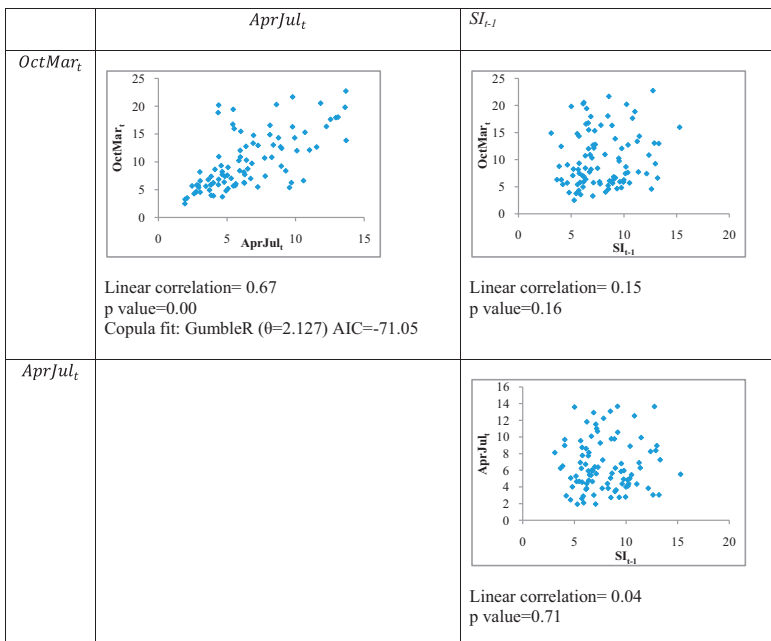 AprJul_t SI_t-1
OctMar_t
25
20
15
10
5
0
OctMar_t
0 5 10 15
AprJul_t
Linear correlation= 0.67
p value=0.00
Copula fit: GumbleR (θ=2.127) AIC=-71.05
25
20
15
10
5
0
OctMar_t
0 5 10 15 20
SI_t-1
Linear correlation= 0.15
p value=0.16
AprJul_t
16
14
12
10
8
6
4
2
0
AprJul_t
0 5 10 15 20
SI_t-1
Linear correlation= 0.04
p value=0.71